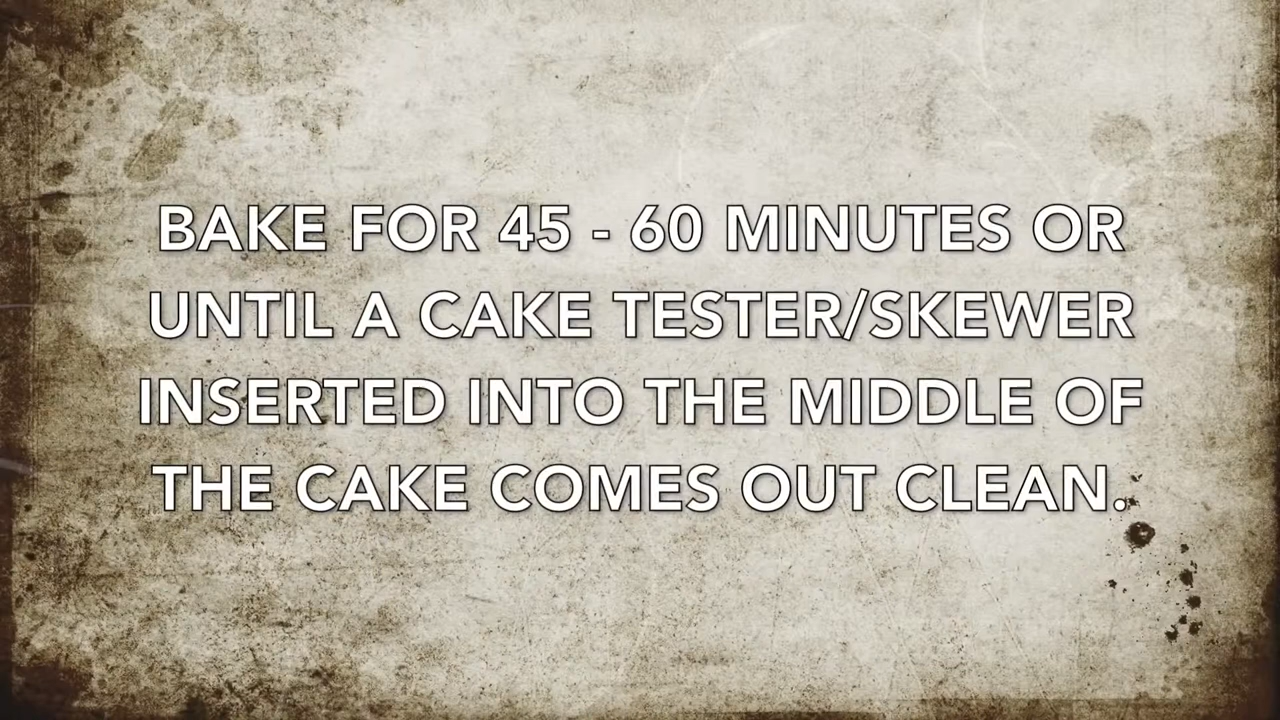 BAKE FOR 45 - 60 MINUTES OR
UNTIL A CAKE TESTER/SKEWER
INSERTED INTO THE MIDDLE OF
THE CAKE COMES OUT CLEAN.